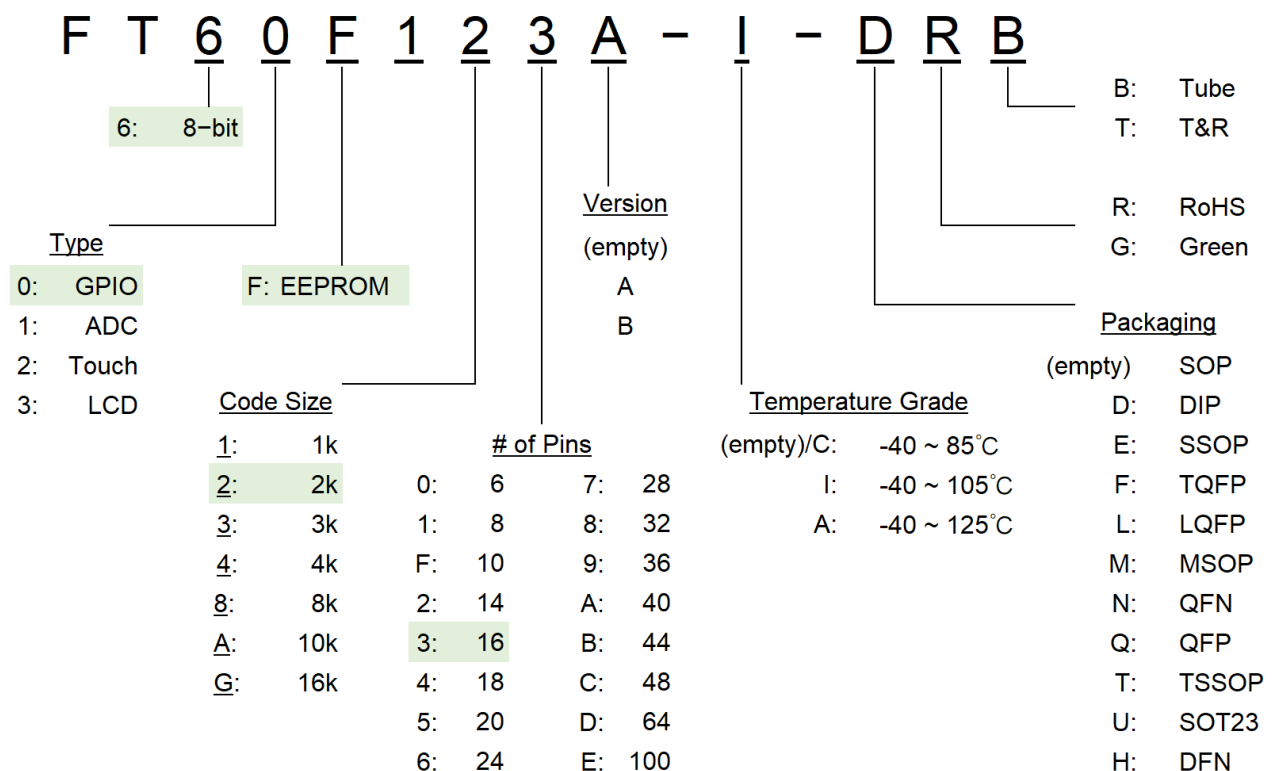 F T 6 0 F 1 2 3 A – I – D R B
6: 8–bit
B: Tube
T: T&R
R: RoHS
G: Green
Version
(empty)
A
B
Type
0: GPIO
1: ADC
2: Touch
3: LCD
F: EEPROM
Code Size
1: 1k
2: 2k
3: 3k
4: 4k
8: 8k
A: 10k
G: 16k
# of Pins
0: 6 7: 28
1: 8 8: 32
F: 10 9: 36
2: 14 A: 40
3: 16 B: 44
4: 18 C: 48
5: 20 D: 64
6: 24 E: 100
Temperature Grade
(empty)/C: -40 ~ 85℃
I: -40 ~ 105℃
A: -40 ~ 125℃
Packaging
(empty) SOP
D: DIP
E: SSOP
F: TQFP
L: LQFP
M: MSOP
N: QFN
Q: QFP
T: TSSOP
U: SOT23
H: DFN